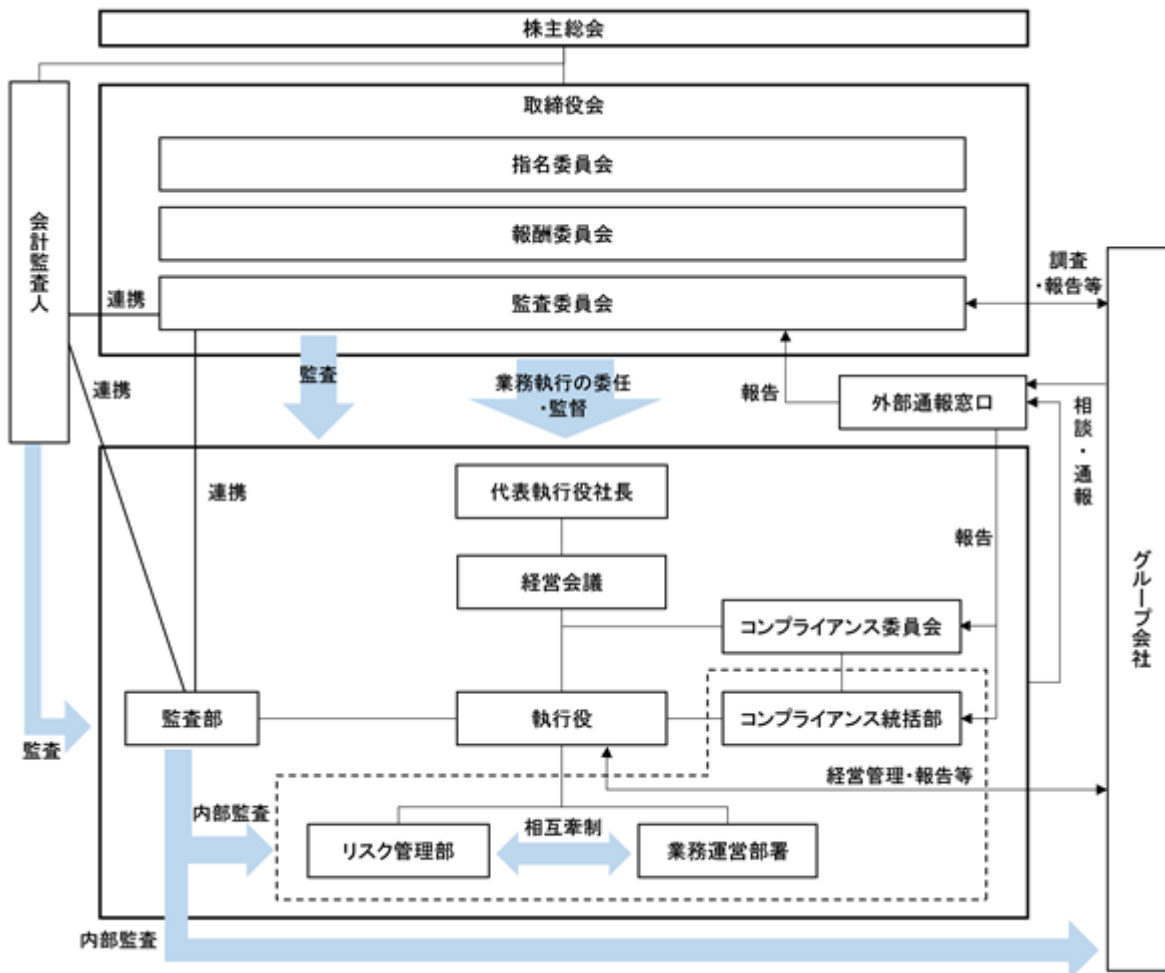 株主総会
取締役会
指名委員会
報酬委員会
監査委員会
会計監査人
連携
調査
・報告等
監査
業務執行の委任
・監督
報告
外部通報窓口
連携
相談・通報
連携
代表執行役社長
報告
経営会議
グループ会社
コンプライアンス委員会
監査部
執行役
コンプライアンス統括部
監査
経営管理・報告等
内部監査
相互牽制
リスク管理部
業務運営部署
内部監査